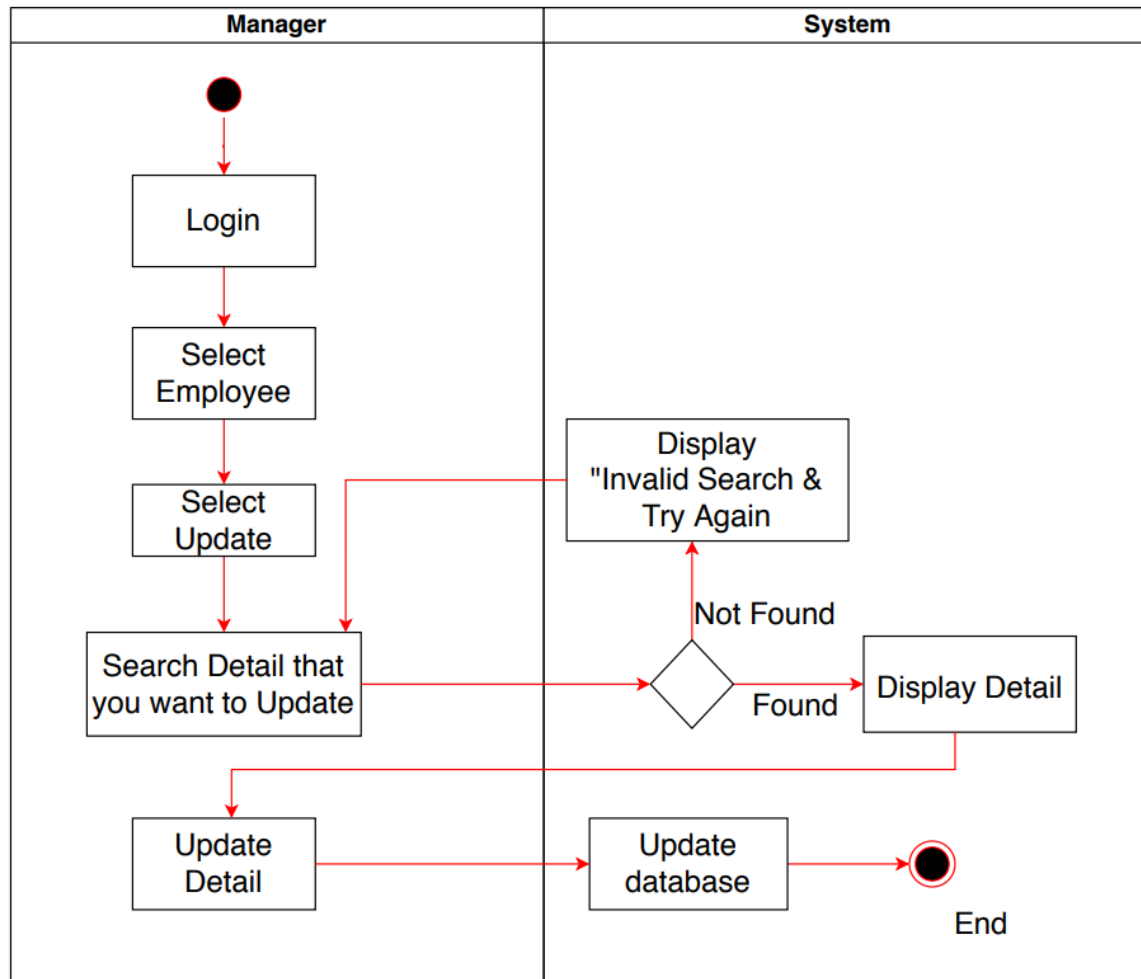 Manager
System
Login
Select
Employee
Select
Update
Display
"Invalid Search &
Try Again
Not Found
Search Detail that
you want to Update
Found
Display Detail
Update
Detail
Update
database
End